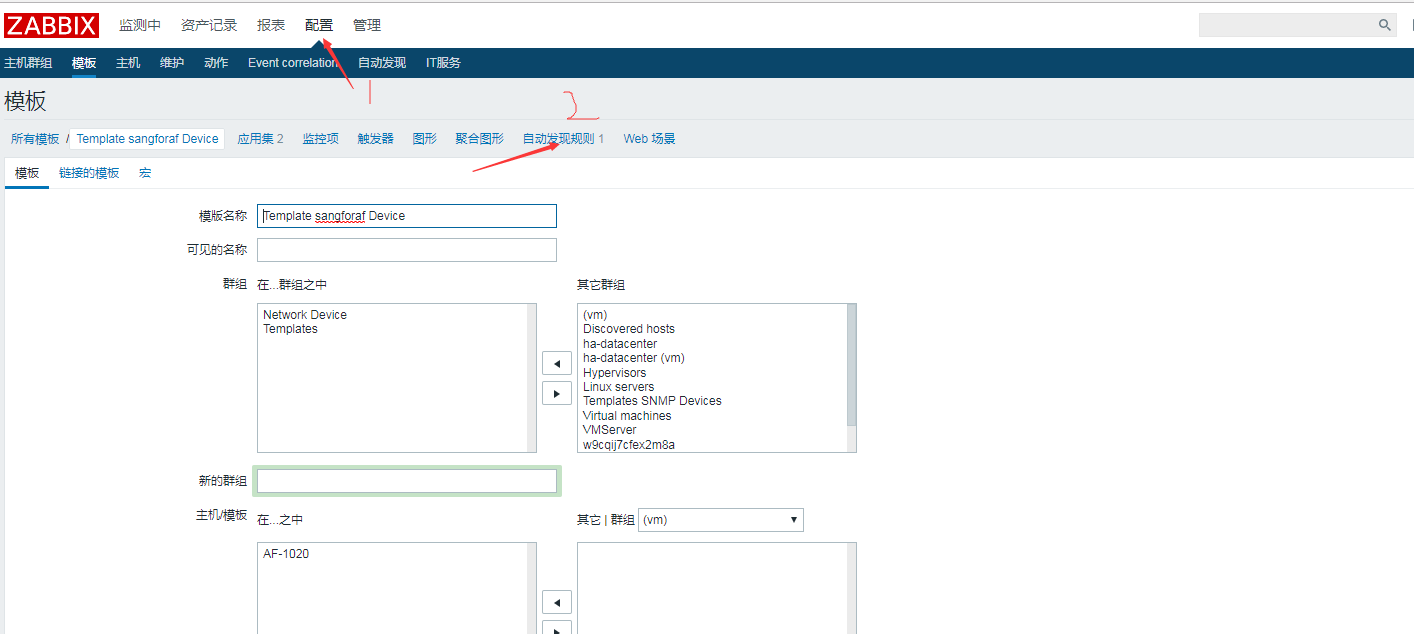 ZABBIX 监测中 资产记录 报表 配置 管理
主机群组 模板 主机 维护 动作 Event correlation 自动发现 IT服务
1
2
模板
所有模板 / Template sangforaf Device 应用集 2 监控项 触发器 图形 聚合图形 自动发现规则 1 Web 场景
模板 链接的模板 宏
模版名称 Template sangforaf Device
可见的名称
群组 在...群组之中 其它群组
Network Device
Templates
(vm)
Discovered hosts
ha-datacenter
ha-datacenter (vm)
Hypervisors
Linux servers
Templates SNMP Devices
Virtual machines
VMServer
w9cqij7cfex2m8a
新的群组
主机/模板 在...之中 其它 | 群组 (vm)
AF-1020